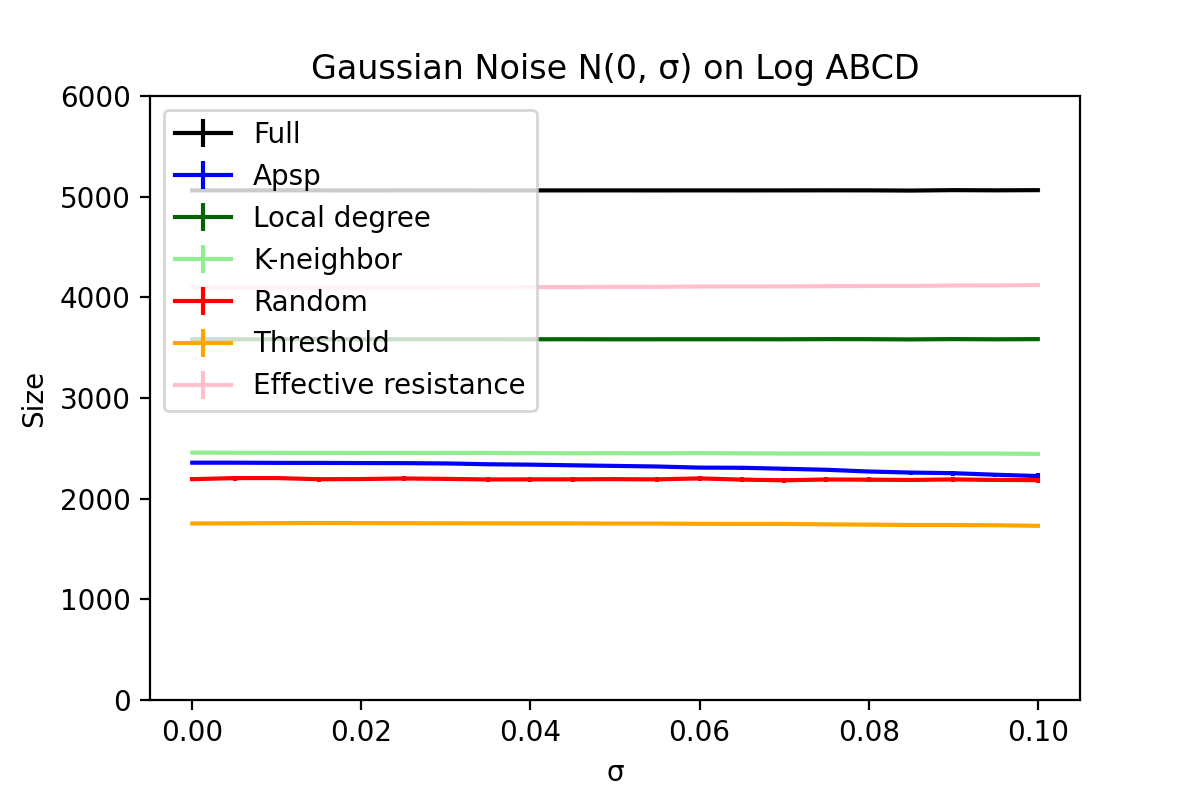 Gaussian Noise N(0, σ) on Log ABCD
6000
5000
4000
3000
2000
1000
0
Size
Full
Apsp
Local degree
K-neighbor
Random
Threshold
Effective resistance
0.00 0.02 0.04 0.06 0.08 0.10
σ